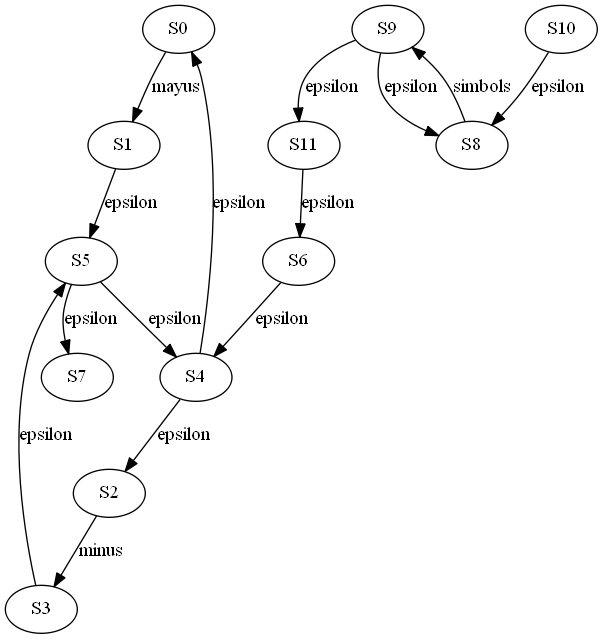 S0
S9
S10
mayus
epsilon
epsilon
simbols
epsilon
S1
S11
S8
epsilon
epsilon
epsilon
S5
S6
epsilon
epsilon
epsilon
S7
S4
epsilon
epsilon
S2
minus
S3